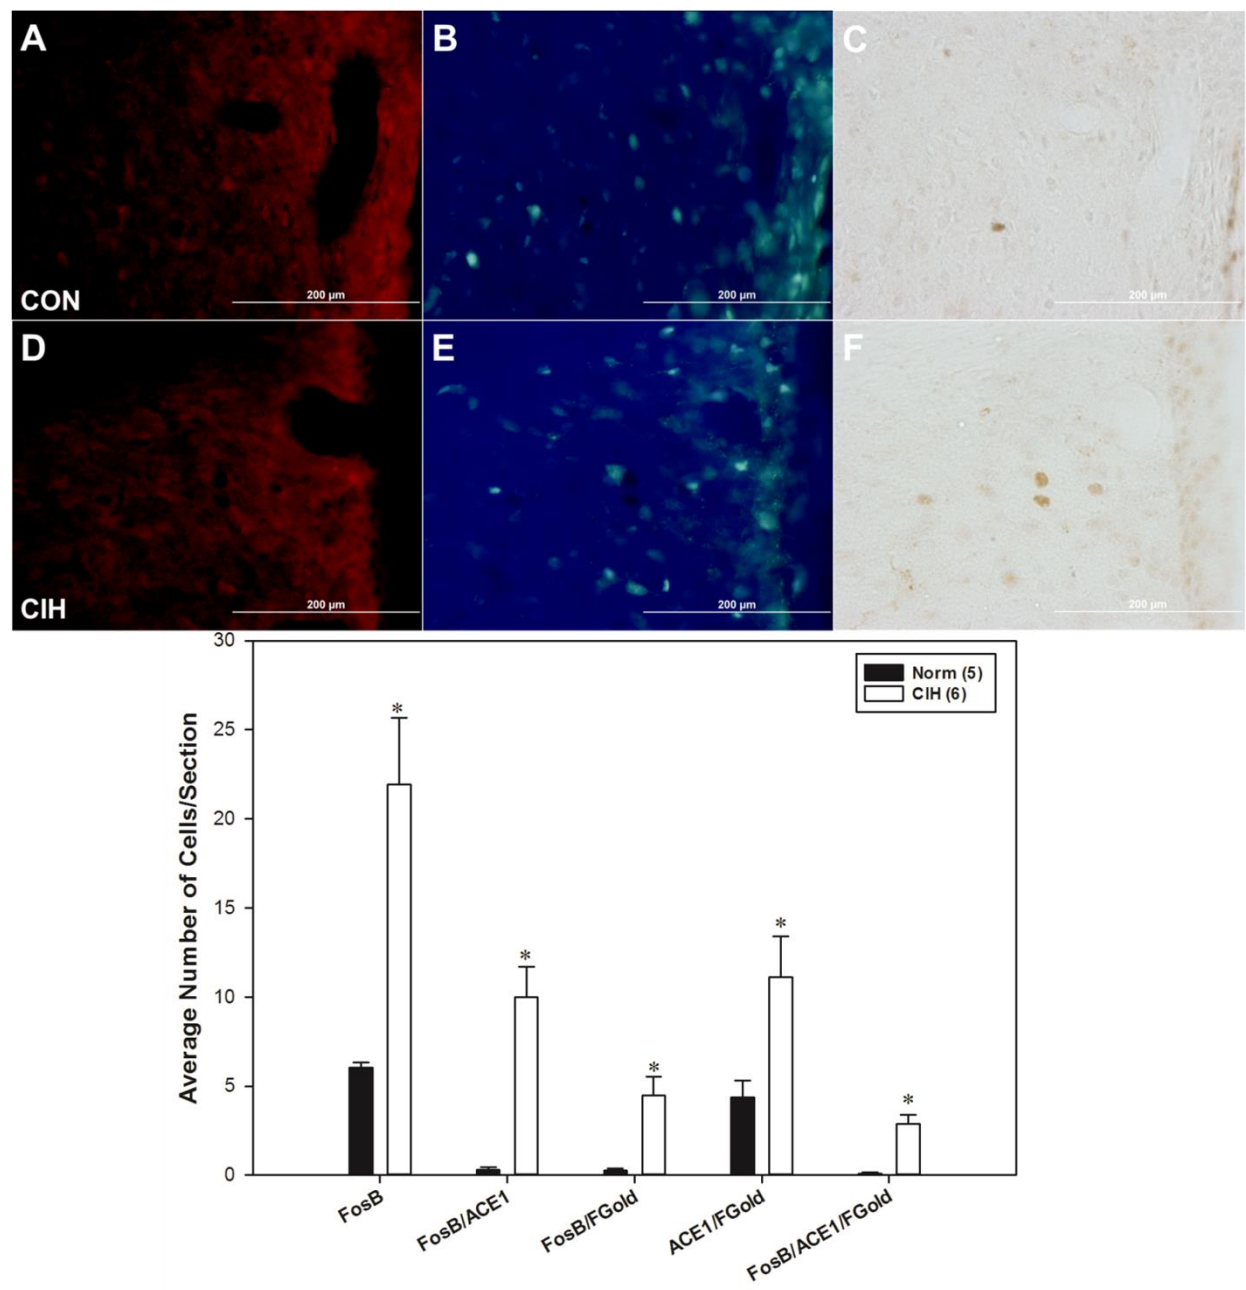 A
B
C
CON
200 µm
200 µm
200 µm
D
E
F
CIH
200 µm
200 µm
200 µm
30
25
20
15
10
5
0
Average Number of Cells/Section
Norm (5)
CIH (6)
*
*
*
*
*
FosB
FosB/ACE1
FosB/FGold
ACE1/FGold
FosB/ACE1/FGold